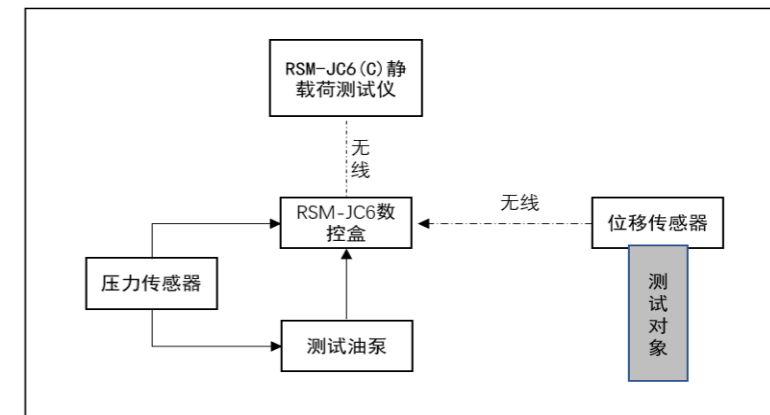 RSM-JC6(C)静
载荷测试仪
无
线
RSM-JC6数
控盒
无线
位移传感器
压力传感器
测
试
对
象
测试油泵